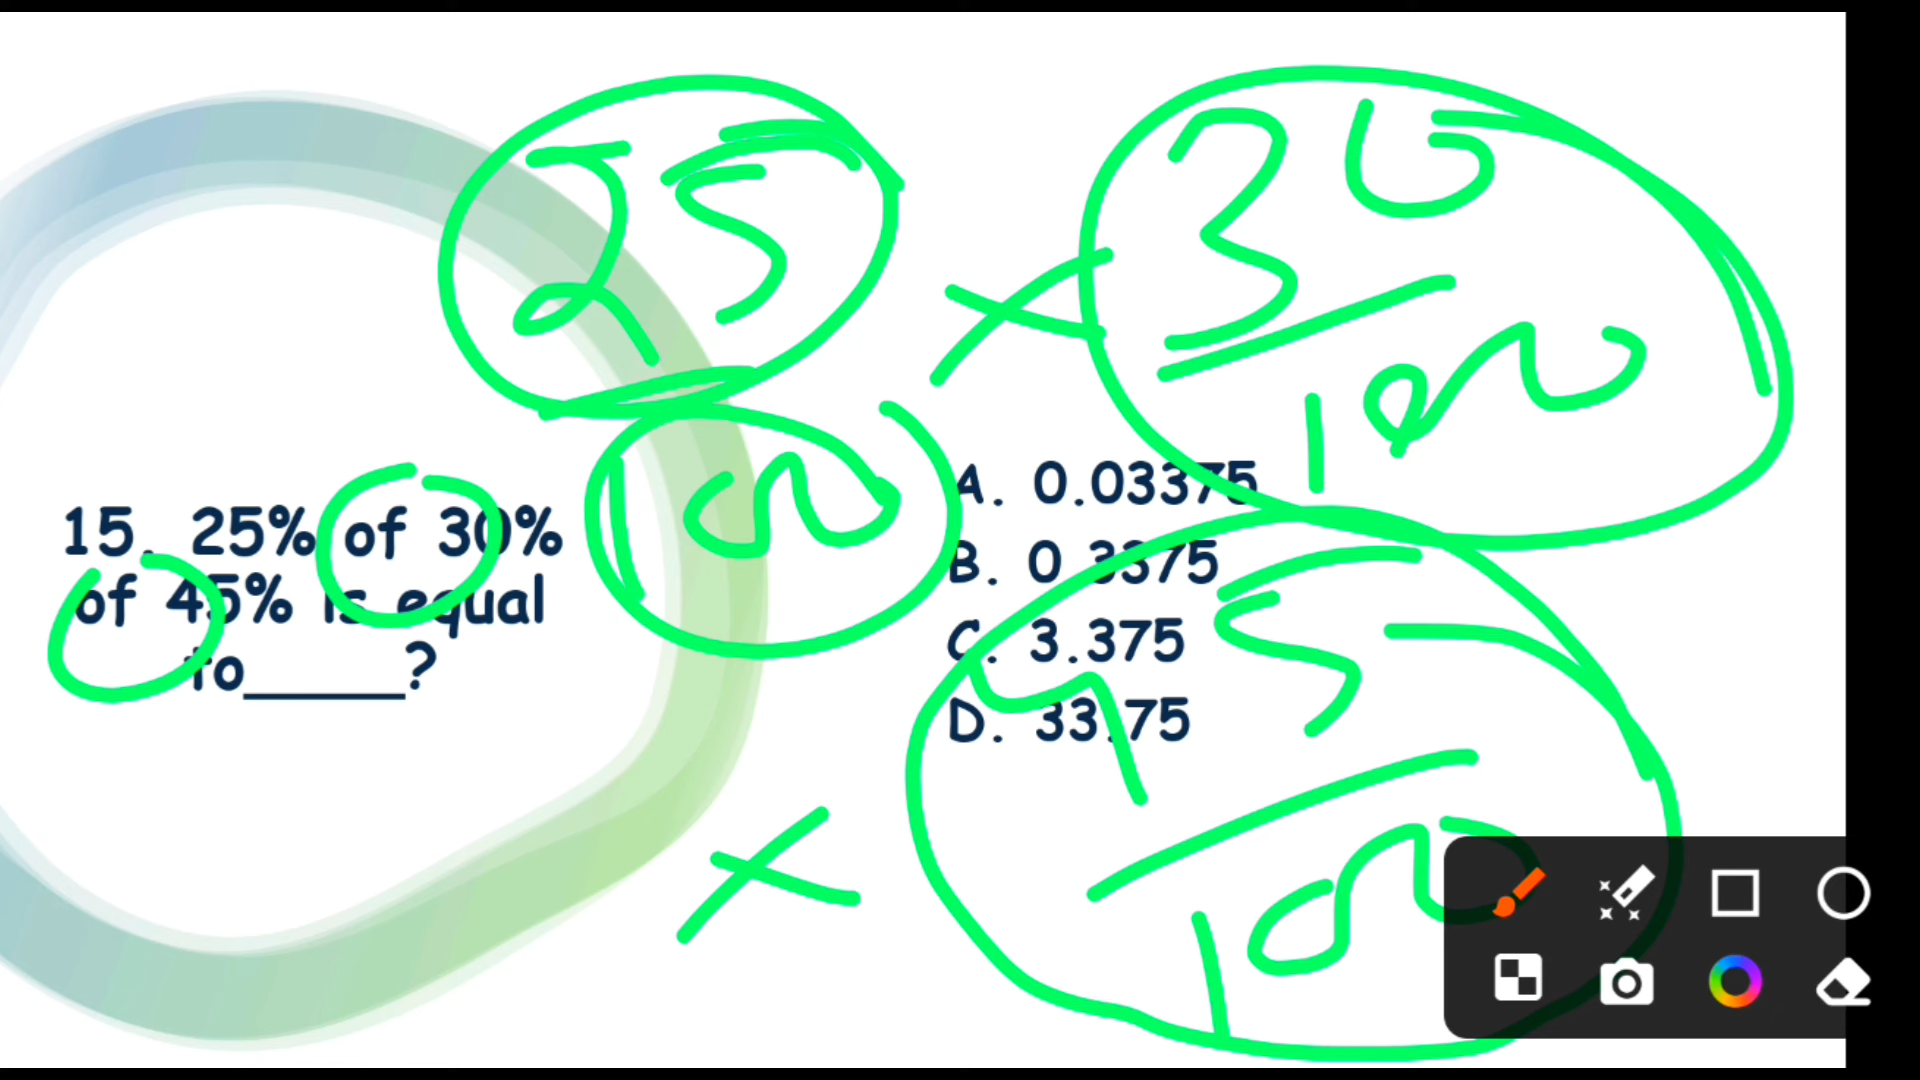 25 × 30
100 100
15. 25% of 30%
of 45% is equal
to_____?
A. 0.03375
B. 0.3375
C. 3.375
D. 33.75
× 45
100